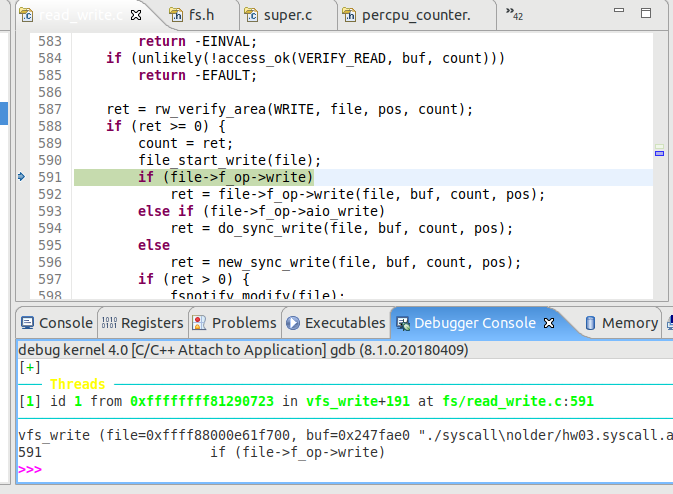 read_write.c fs.h super.c percpu_counter. »42
583 return -EINVAL;
584 if (unlikely(!access_ok(VERIFY_READ, buf, count)))
585 return -EFAULT;
586
587 ret = rw_verify_area(WRITE, file, pos, count);
588 if (ret >= 0) {
589 count = ret;
590 file_start_write(file);
591 if (file->f_op->write)
592 ret = file->f_op->write(file, buf, count, pos);
593 else if (file->f_op->aio_write)
594 ret = do_sync_write(file, buf, count, pos);
595 else
596 ret = new_sync_write(file, buf, count, pos);
597 if (ret > 0) {
598 fsnotify_modify(file);
Console Registers Problems Executables Debugger Console Memory
debug kernel 4.0 [C/C++ Attach to Application] gdb (8.1.0.20180409)
[+]
Threads
[1] id 1 from 0xffffffff81290723 in vfs_write+191 at fs/read_write.c:591
vfs_write (file=0xffff88000e61f700, buf=0x247fae0 "./syscall\nolder/hw03.syscall.a
591 if (file->f_op->write)
>>>